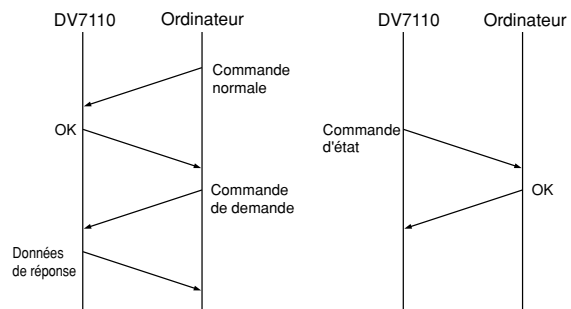 DV7110 Ordinateur
Commande
normale
OK
Commande
de demande
Données
de réponse
DV7110 Ordinateur
Commande
d'état
OK